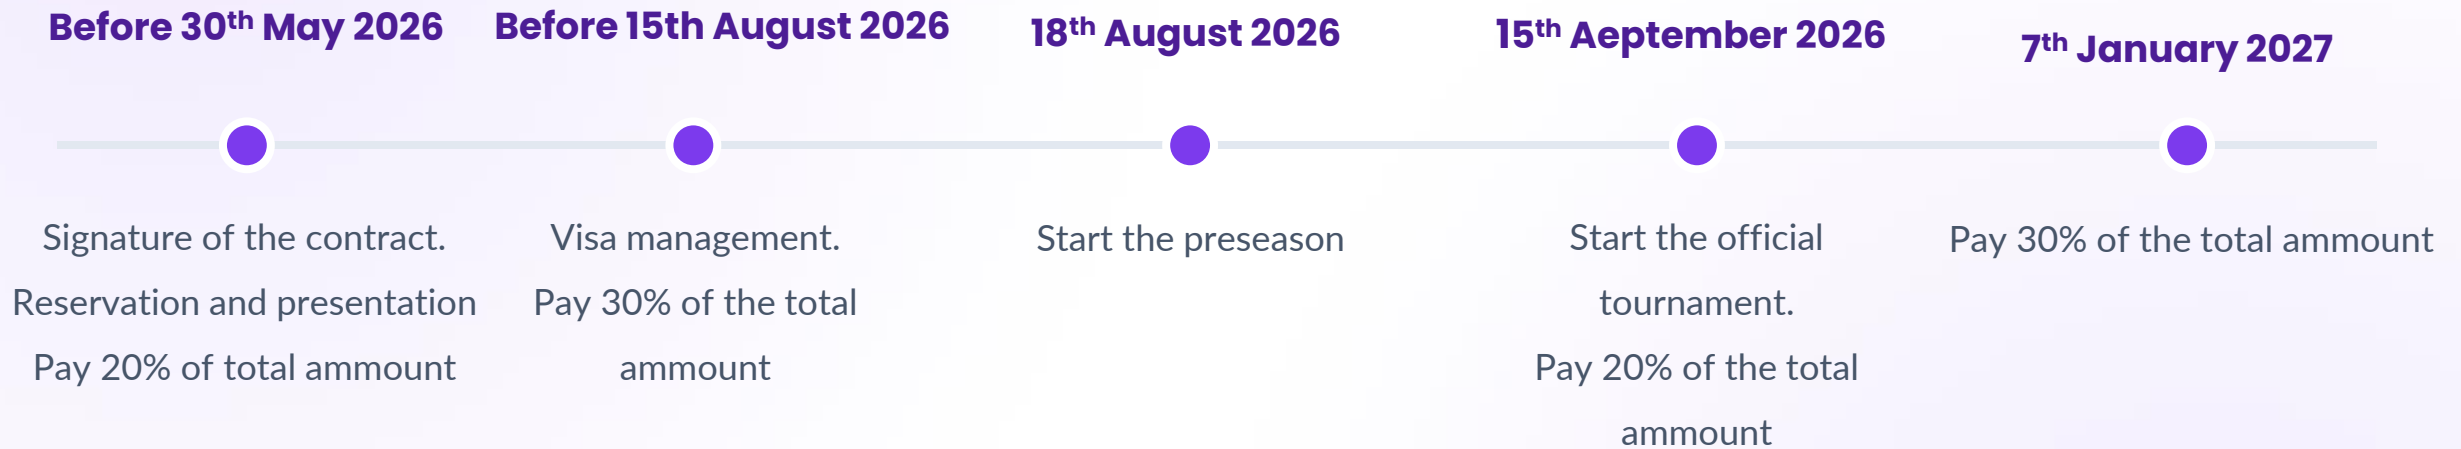 Before 30th May 2026
Signature of the contract.
Reservation and presentation
Pay 20% of total ammount
Before 15th August 2026
Visa management.
Pay 30% of the total
ammount
18th August 2026
Start the preseason
15th Aeptember 2026
Start the official
tournament.
Pay 20% of the total
ammount
7th January 2027
Pay 30% of the total ammount